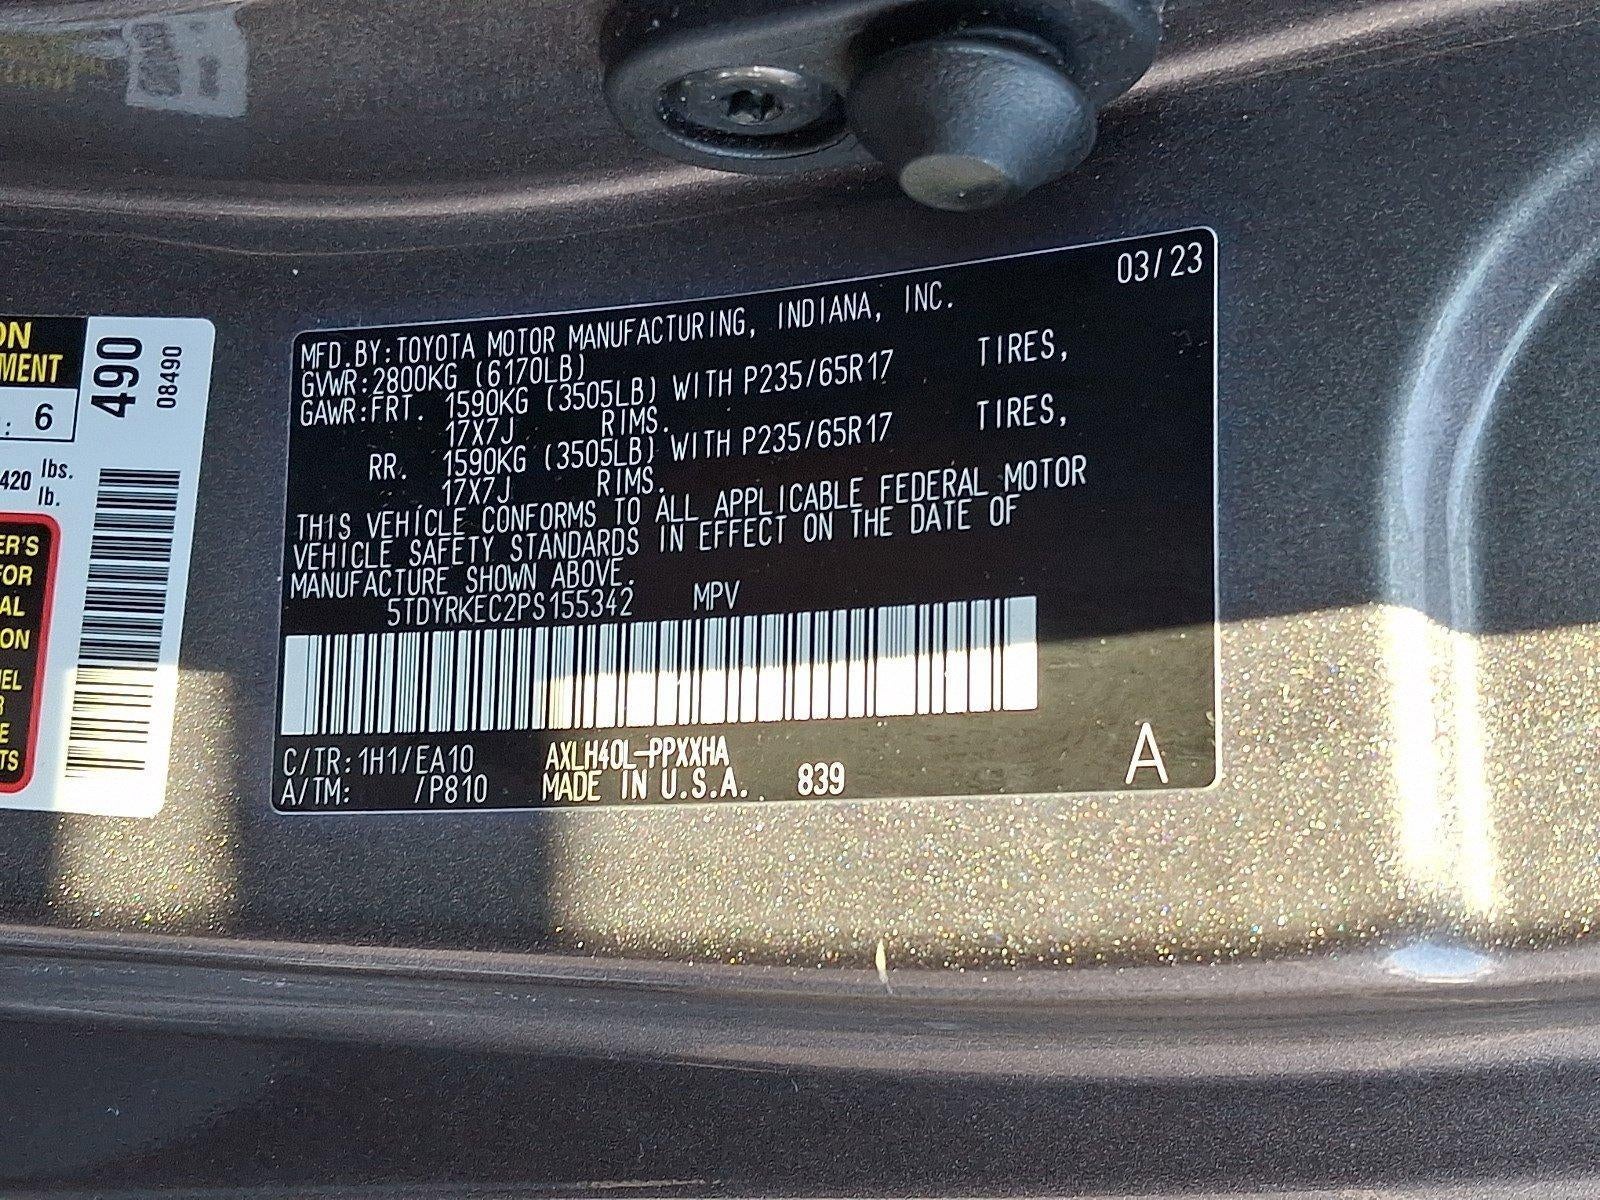 03/23
MFD.BY:TOYOTA MOTOR MANUFACTURING, INDIANA, INC.
GVWR:2800KG (6170LB)
GAWR:FRT. 1590KG (3505LB) WITH P235/65R17 TIRES,
17X7J RIMS.
RR. 1590KG (3505LB) WITH P235/65R17 TIRES,
17X7J RIMS.
THIS VEHICLE CONFORMS TO ALL APPLICABLE FEDERAL MOTOR
VEHICLE SAFETY STANDARDS IN EFFECT ON THE DATE OF
MANUFACTURE SHOWN ABOVE.
5TDYRKEC2PS155342 MPV
C/TR: 1H1/EA10 AXLH40L-PPXXHA
A/TM: /P810 MADE IN U.S.A. 839 A
ON
MENT
: 6
420 lbs.
lb.
ER'S
FOR
AL
ON
EL
R
E
TS
490
08490